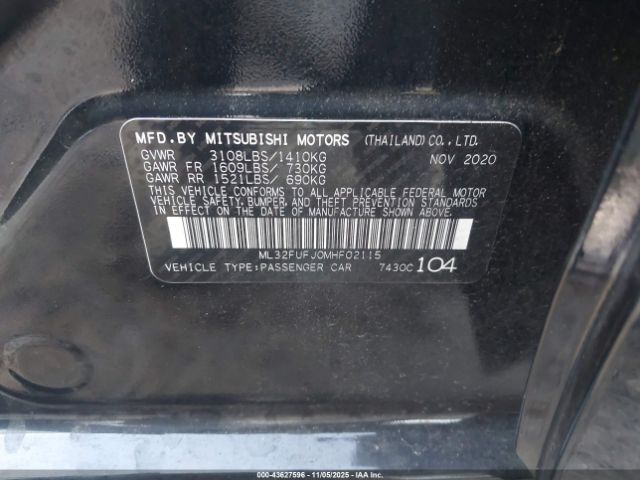 MFD.BY MITSUBISHI MOTORS (THAILAND) CO., LTD.
GVWR 3108LBS/1410KG NOV 2020
GAWR FR 1609LBS/ 730KG
GAWR RR 1521LBS/ 690KG
THIS VEHICLE CONFORMS TO ALL APPLICABLE FEDERAL MOTOR
VEHICLE SAFETY, BUMPER, AND THEFT PREVENTION STANDARDS
IN EFFECT ON THE DATE OF MANUFACTURE SHOWN ABOVE.
ML32FUFJ0MHF02115
VEHICLE TYPE:PASSENGER CAR 7430C 104
000-43627596 - 11/05/2025 - IAA Inc.